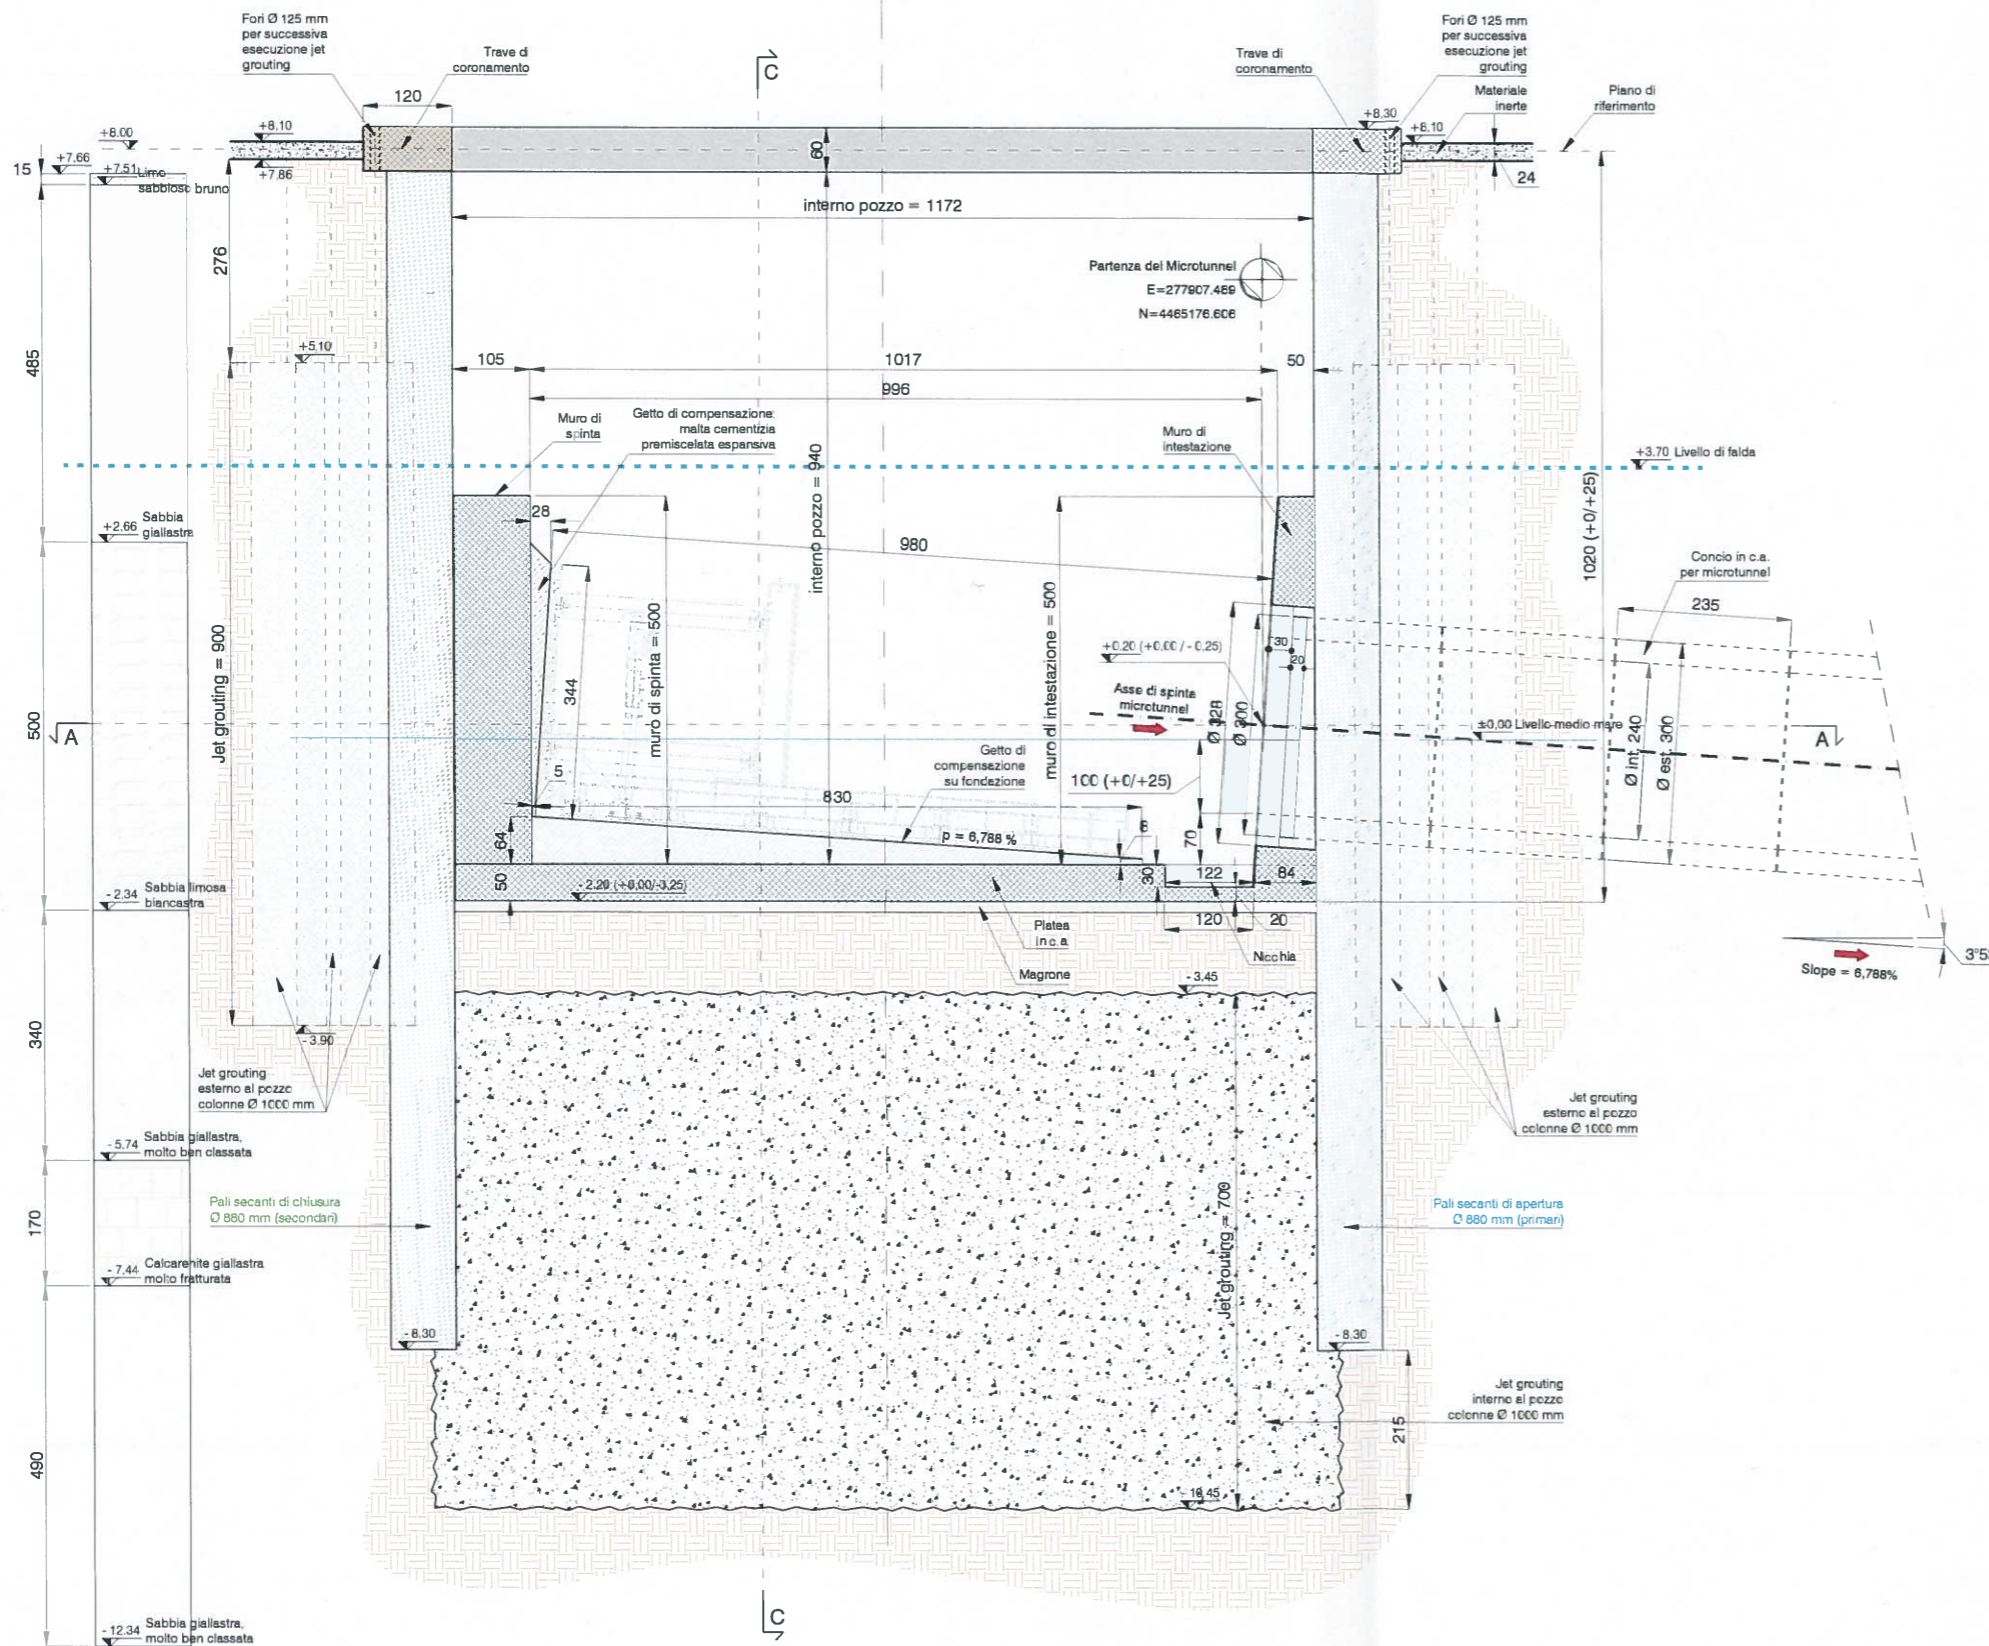 Fori Ø 125 mm
per successiva
esecuzione jet
grouting
Trave di
coronamento
C
Trave di
coronamento
Fori Ø 125 mm
per successiva
esecuzione jet
grouting
Materiale
inerte
Piano di
riferimento
120
+8.00
+8.10
+8,30
+8,10
60
15
+7.66
+7.51
Limo
sabbioso bruno
+7,86
24
interno pozzo = 1172
276
Partenza del Microtunnel
E=277907.489
N=4465176.606
485
+5,10
105
1017
50
996
Muro di
spinta
Getto di compensazione:
malta cementizia
premiscelata espansiva
Muro di
intestazione
interno pozzo = 940
+3.70 Livello di falda
1020 (+0/+25)
28
980
+2,66
Sabbia
giallastra
Concio in c.a.
per microtunnel
235
344
muro di spinta = 500
muro di intestazione = 500
30
20
+0.20 (+0,00 / - 0,25)
Jet grouting = 900
500
Asse di spinta
microtunnel
Ø 328
Ø 300
±0,00 Livello medio mare
A
A
Ø int. 240
Ø est. 300
Getto di
compensazione
su fondazione
100 (+0/+25)
5
830
p = 6,788 %
8
64
70
50
- 2.20 (+0,00/-0,25)
30
122
84
- 2.34
Sabbia limosa
biancastra
120
20
Platea
in c.a
Nicchia
Magrone
Slope = 6,788%
- 3.45
340
- 3.90
Jet grouting
esterno al pozzo
colonne Ø 1000 mm
Jet grouting
esterno al pozzo
colonne Ø 1000 mm
- 5.74
Sabbia giallastra,
molto ben classata
170
Pali secanti di chiusura
Ø 880 mm (secondari)
Jet grouting = 700
Pali secanti di apertura
Ø 880 mm (primari)
- 7,44
Calcarenite giallastra
molto fratturata
- 8,30
- 8.30
Jet grouting
interno al pozzo
colonne Ø 1000 mm
215
490
- 10,45
C
- 12.34
Sabbia giallastra,
molto ben classata